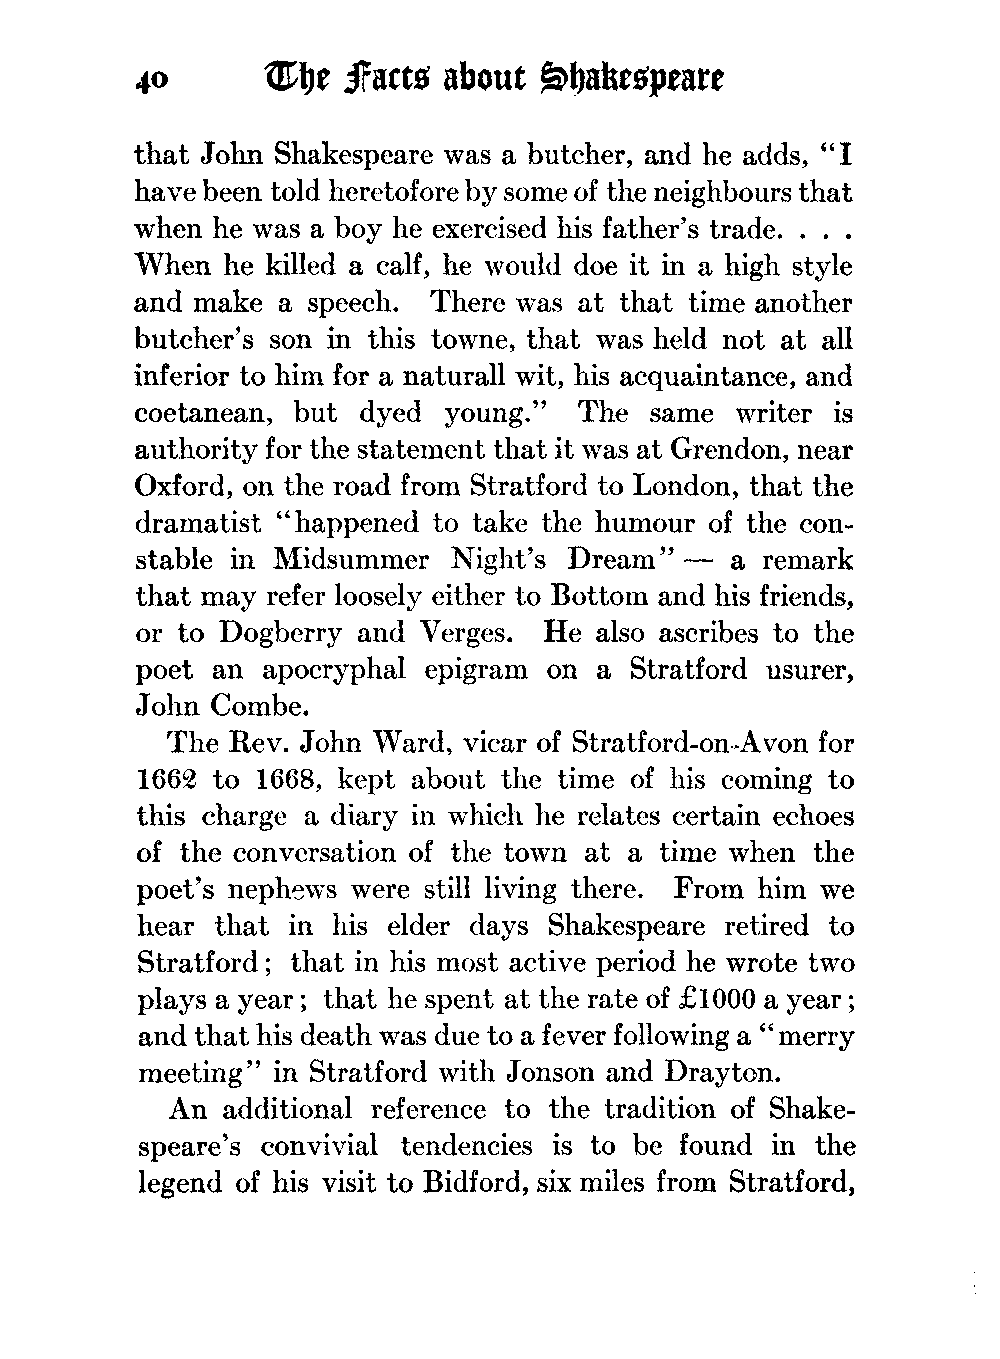 40 The Facts about Shakespeare
that John Shakespeare was a butcher, and he adds, “I
have been told heretofore by some of the neighbours that
when he was a boy he exercised his father’s trade. . . .
When he killed a calf, he would doe it in a high style
and make a speech. There was at that time another
butcher’s son in this towne, that was held not at all
inferior to him for a naturall wit, his acquaintance, and
coetanean, but dyed young.” The same writer is
authority for the statement that it was at Grendon, near
Oxford, on the road from Stratford to London, that the
dramatist “happened to take the humour of the con-
stable in Midsummer Night’s Dream” — a remark
that may refer loosely either to Bottom and his friends,
or to Dogberry and Verges. He also ascribes to the
poet an apocryphal epigram on a Stratford usurer,
John Combe.
The Rev. John Ward, vicar of Stratford-on-Avon for
1662 to 1668, kept about the time of his coming to
this charge a diary in which he relates certain echoes
of the conversation of the town at a time when the
poet’s nephews were still living there. From him we
hear that in his elder days Shakespeare retired to
Stratford; that in his most active period he wrote two
plays a year; that he spent at the rate of £1000 a year;
and that his death was due to a fever following a “merry
meeting” in Stratford with Jonson and Drayton.
An additional reference to the tradition of Shake-
speare’s convivial tendencies is to be found in the
legend of his visit to Bidford, six miles from Stratford,